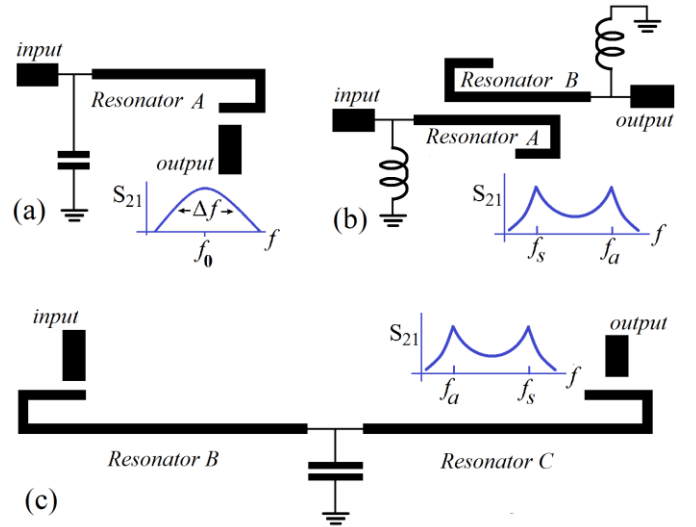 input
Resonator A
output
(a)
S21
Δf
f0
f
Resonator B
output
input
Resonator A
(b)
S21
fs
fa
f
input
output
S21
fa
fs
f
Resonator B
Resonator C
(c)